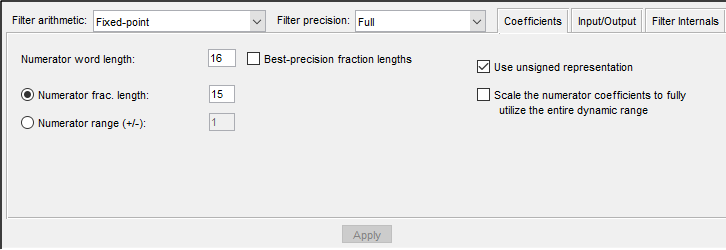 Filter arithmetic: Fixed-point Filter precision: Full Coefficients Input/Output Filter Internals
Numerator word length: 16 Best-precision fraction lengths
Use unsigned representation
Numerator frac. length: 15
Scale the numerator coefficients to fully
utilize the entire dynamic range
Numerator range (+/-): 1
Apply